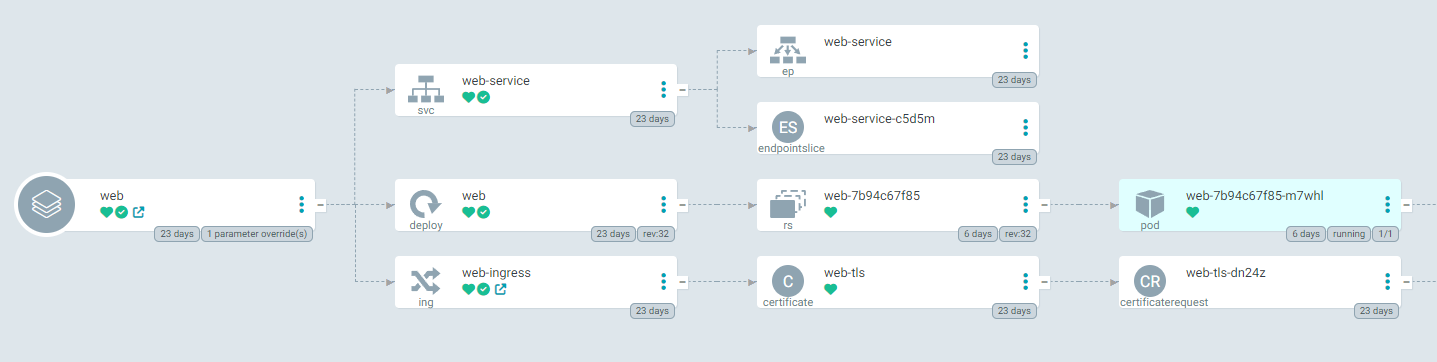 web
23 days
1 parameter override(s)
web-service
svc
23 days
web-service
ep
23 days
ES
web-service-c5d5m
endpointslice
23 days
web
deploy
23 days
rev:32
web-7b94c67f85
rs
6 days
rev:32
web-7b94c67f85-m7whl
pod
6 days
running
1/1
web-ingress
ing
23 days
C
web-tls
certificate
23 days
CR
web-tls-dn24z
certificaterequest
23 days